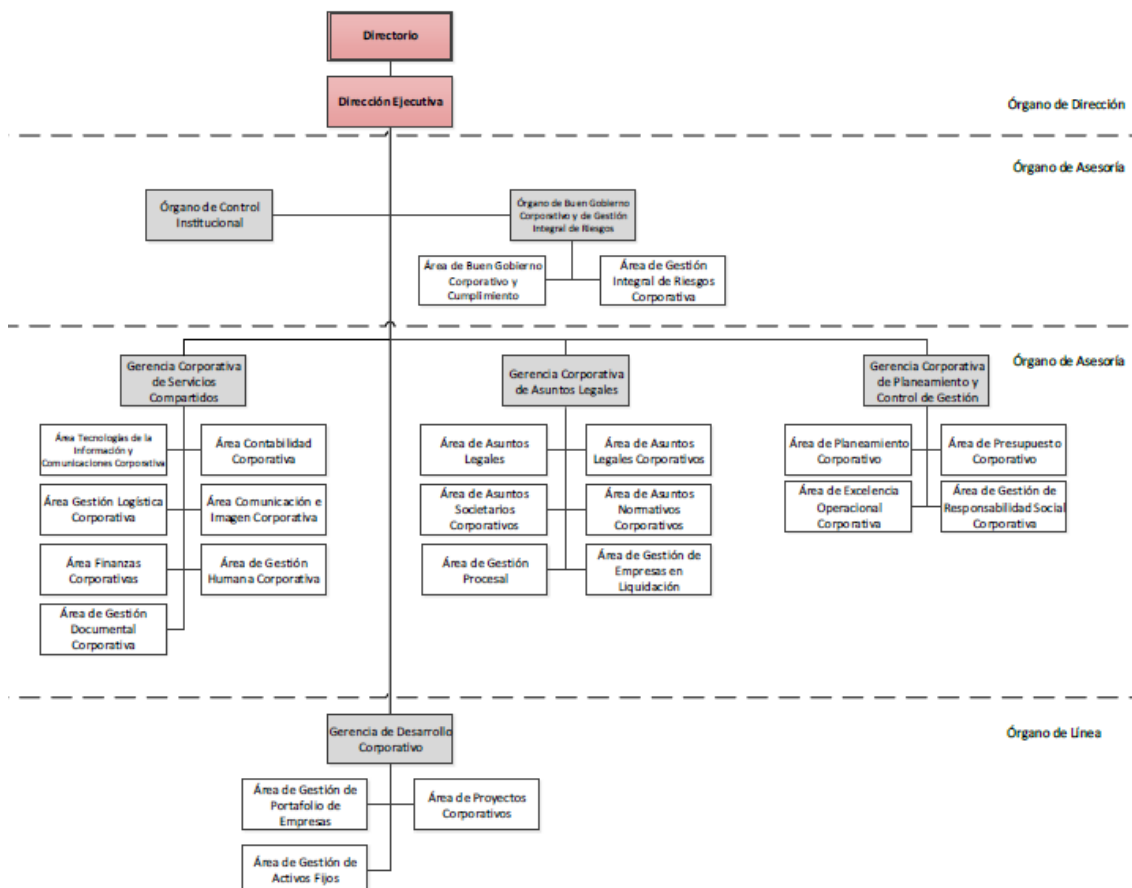 Directorio
Dirección Ejecutiva
Órgano de Dirección
Órgano de Asesoría
Órgano de Control
Institucional
Órgano de Buen Gobierno
Corporativo y de Gestión
Integral de Riesgos
Área de Buen Gobierno
Corporativo y
Cumplimiento
Área de Gestión
Integral de Riesgos
Corporativa
Órgano de Asesoría
Gerencia Corporativa
de Servicios
Compartidos
Gerencia Corporativa
de Asuntos Legales
Gerencia Corporativa
de Planeamiento y
Control de Gestión
Área Tecnologías de la
Información y
Comunicaciones Corporativa
Área Contabilidad
Corporativa
Área Gestión Logística
Corporativa
Área Comunicación e
Imagen Corporativa
Área Finanzas
Corporativas
Área de Gestión
Humana Corporativa
Área de Gestión
Documental
Corporativa
Área de Asuntos
Legales
Área de Asuntos
Legales Corporativos
Área de Asuntos
Societarios
Corporativos
Área de Asuntos
Normativos
Corporativos
Área de Gestión
Procesal
Área de Gestión de
Empresas en
Liquidación
Área de Planeamiento
Corporativo
Área de Presupuesto
Corporativo
Área de Excelencia
Operacional
Corporativa
Área de Gestión de
Responsabilidad Social
Corporativa
Órgano de Línea
Gerencia de Desarrollo
Corporativo
Área de Gestión de
Portafolio de
Empresas
Área de Proyectos
Corporativos
Área de Gestión de
Activos Fijos